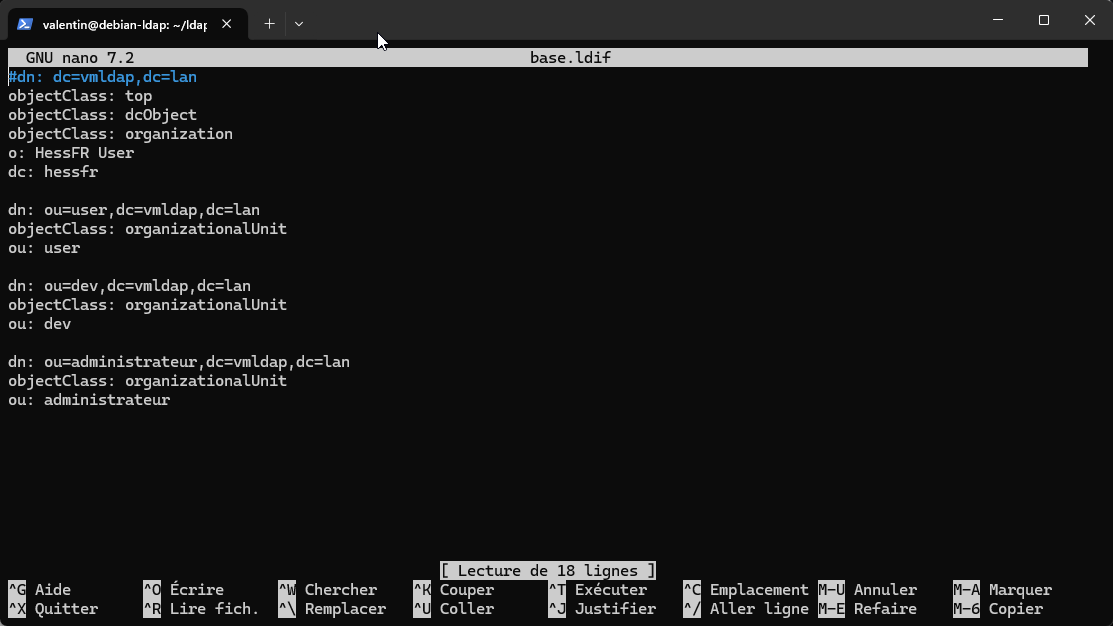 valentin@debian-ldap: ~/ldap
GNU nano 7.2 base.ldif
#dn: dc=vmldap,dc=lan
objectClass: top
objectClass: dcObject
objectClass: organization
o: HessFR User
dc: hessfr
dn: ou=user,dc=vmldap,dc=lan
objectClass: organizationalUnit
ou: user
dn: ou=dev,dc=vmldap,dc=lan
objectClass: organizationalUnit
ou: dev
dn: ou=administrateur,dc=vmldap,dc=lan
objectClass: organizationalUnit
ou: administrateur
[ Lecture de 18 lignes ]
^G Aide ^O Écrire ^W Chercher ^K Couper ^T Exécuter ^C Emplacement M-U Annuler M-A Marquer
^X Quitter ^R Lire fich. ^\ Remplacer ^U Coller ^J Justifier ^/ Aller ligne M-E Refaire M-6 Copier